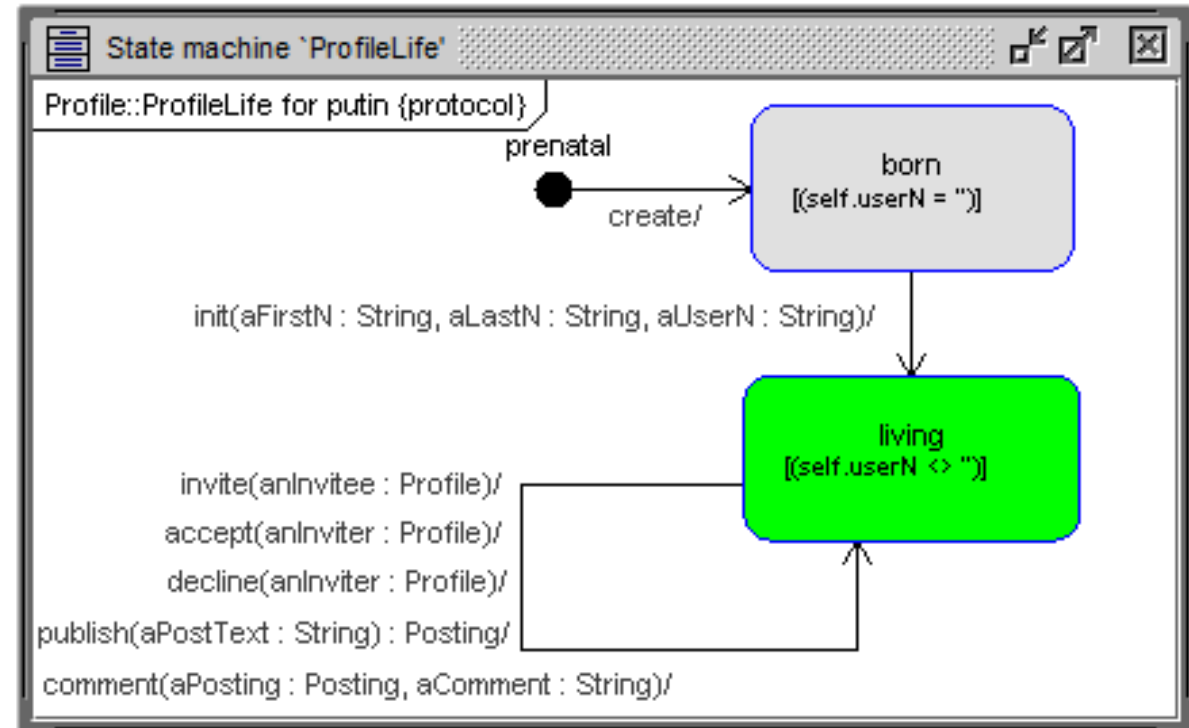 State machine `ProfileLife'
Profile::ProfileLife for putin {protocol}
prenatal
create/
born
[(self.userN = '')]
init(aFirstN : String, aLastN : String, aUserN : String)/
living
[(self.userN <> '')]
invite(anInvitee : Profile)/
accept(anInviter : Profile)/
decline(anInviter : Profile)/
publish(aPostText : String) : Posting/
comment(aPosting : Posting, aComment : String)/